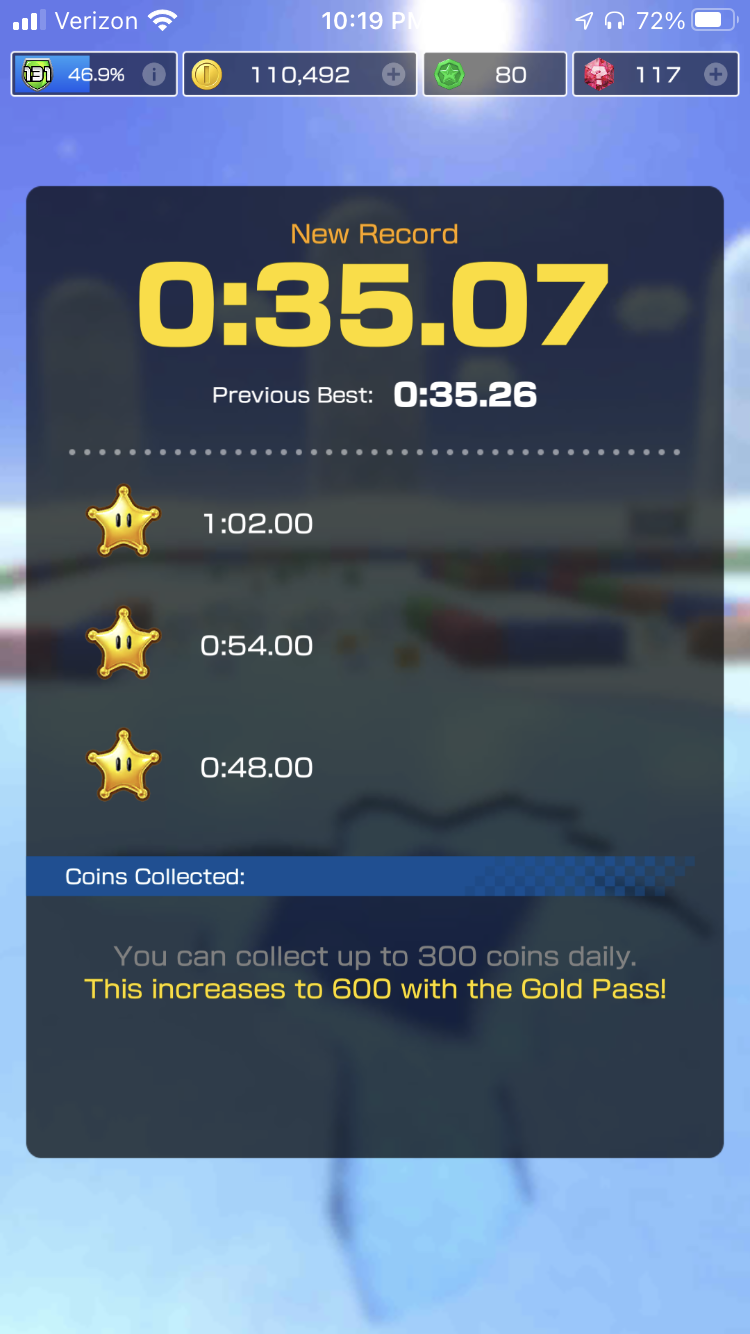 Verizon 10:19 PM 72%
131 46.9% i 110,492 + 80 ? 117 +
New Record
0:35.07
Previous Best: 0:35.26
1:02.00
0:54.00
0:48.00
Coins Collected:
You can collect up to 300 coins daily.
This increases to 600 with the Gold Pass!